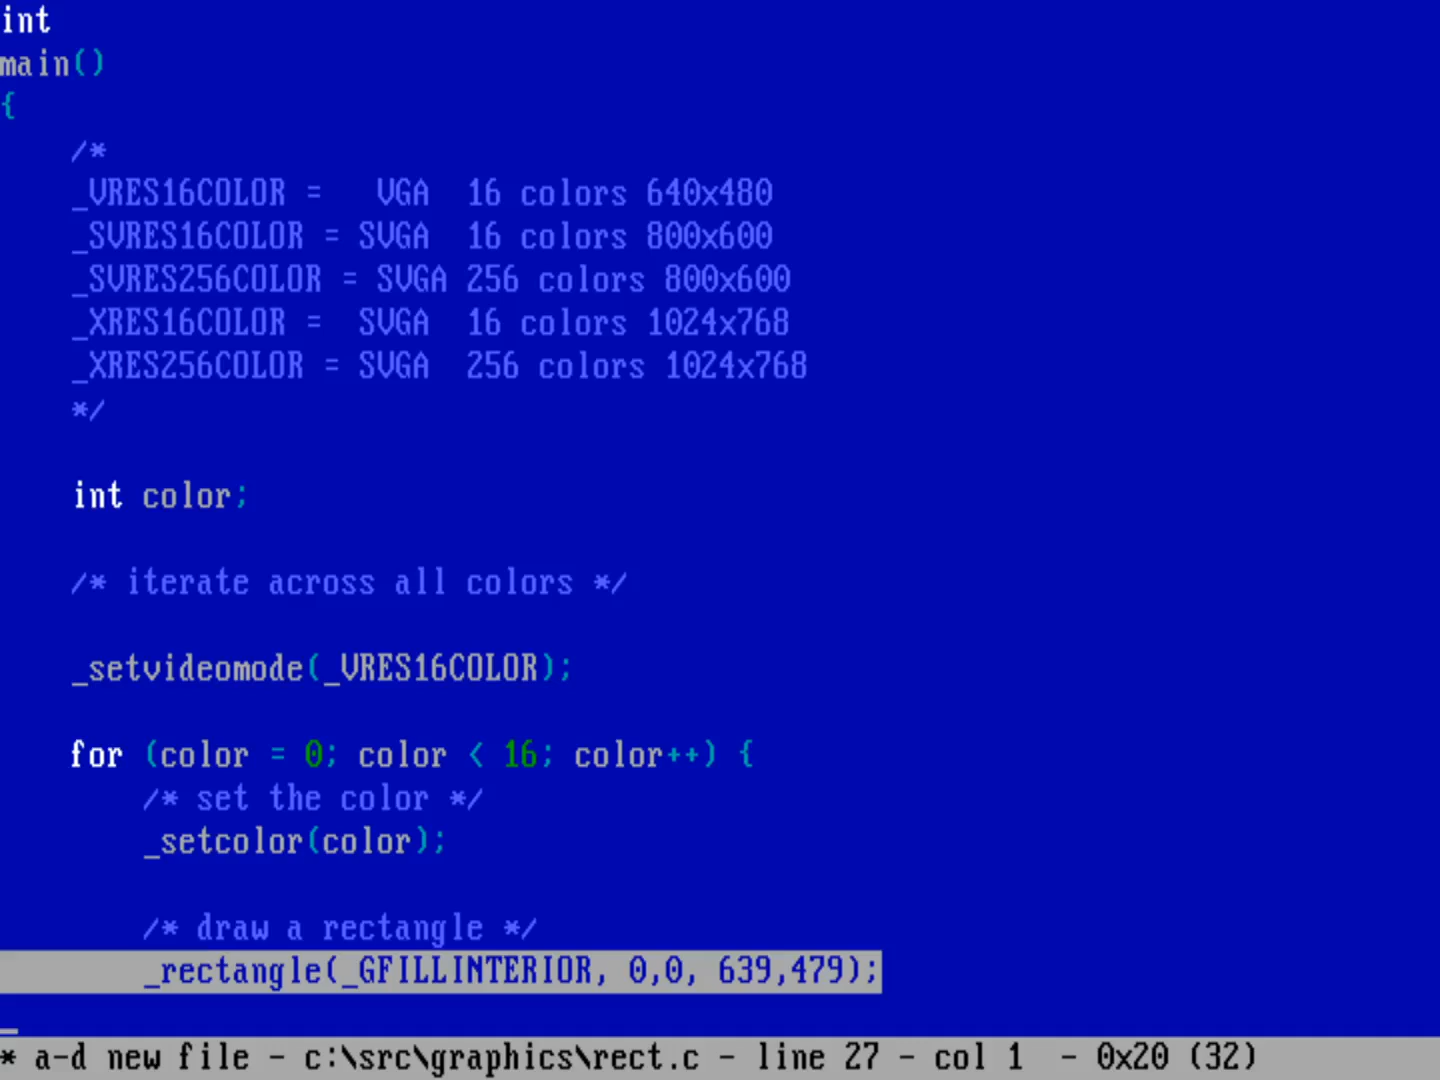 int
main()
{
    /*
    _VRES16COLOR =   VGA  16 colors 640x480
    _SVRES16COLOR = SVGA  16 colors 800x600
    _SVRES256COLOR = SVGA 256 colors 800x600
    _XRES16COLOR =  SVGA  16 colors 1024x768
    _XRES256COLOR = SVGA  256 colors 1024x768
    */
    int color;
    /* iterate across all colors */
    _setvideomode(_VRES16COLOR);
    for (color = 0; color < 16; color++) {
        /* set the color */
        _setcolor(color);
        /* draw a rectangle */
        _rectangle(_GFILLINTERIOR, 0,0, 639,479);
* a-d new file - c:\src\graphics\rect.c - line 27 - col 1  - 0x20 (32)